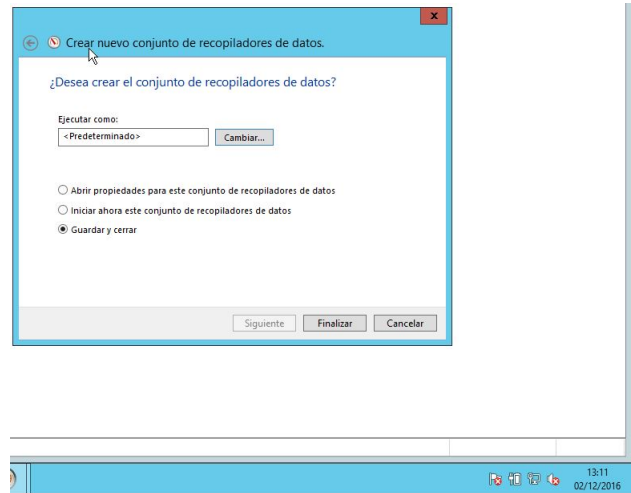 x
Crear nuevo conjunto de recopiladores de datos.
¿Desea crear el conjunto de recopiladores de datos?
Ejecutar como:
<Predeterminado>
Cambiar...
Abrir propiedades para este conjunto de recopiladores de datos
Iniciar ahora este conjunto de recopiladores de datos
Guardar y cerrar
Siguiente Finalizar Cancelar
13:11
02/12/2016